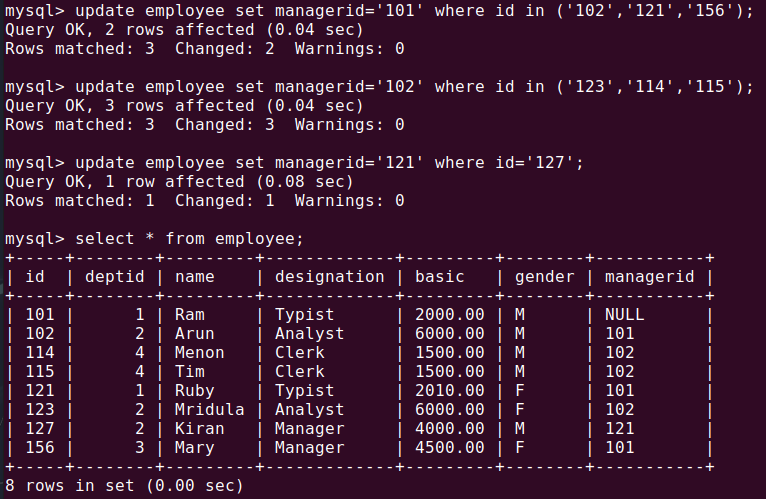 mysql> update employee set managerid='101' where id in ('102','121','156');
Query OK, 2 rows affected (0.04 sec)
Rows matched: 3  Changed: 2  Warnings: 0

mysql> update employee set managerid='102' where id in ('123','114','115');
Query OK, 3 rows affected (0.04 sec)
Rows matched: 3  Changed: 3  Warnings: 0

mysql> update employee set managerid='121' where id='127';
Query OK, 1 row affected (0.08 sec)
Rows matched: 1  Changed: 1  Warnings: 0

mysql> select * from employee;
+-----+--------+---------+-------------+---------+--------+-----------+
| id  | deptid | name    | designation | basic   | gender | managerid |
+-----+--------+---------+-------------+---------+--------+-----------+
| 101 |      1 | Ram     | Typist      | 2000.00 | M      | NULL      |
| 102 |      2 | Arun    | Analyst     | 6000.00 | M      | 101       |
| 114 |      4 | Menon   | Clerk       | 1500.00 | M      | 102       |
| 115 |      4 | Tim     | Clerk       | 1500.00 | M      | 102       |
| 121 |      1 | Ruby    | Typist      | 2010.00 | F      | 101       |
| 123 |      2 | Mridula | Analyst     | 6000.00 | F      | 102       |
| 127 |      2 | Kiran   | Manager     | 4000.00 | M      | 121       |
| 156 |      3 | Mary    | Manager     | 4500.00 | F      | 101       |
+-----+--------+---------+-------------+---------+--------+-----------+
8 rows in set (0.00 sec)